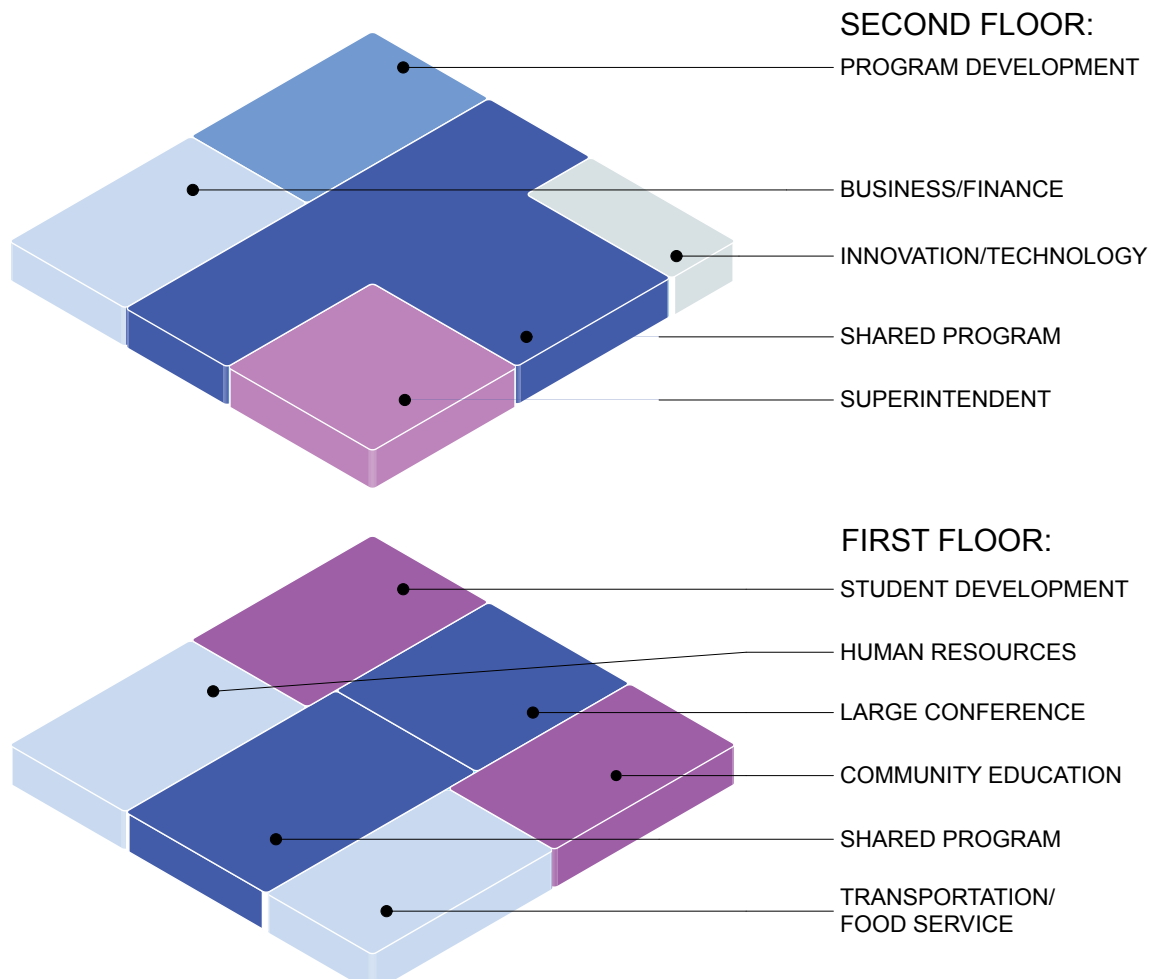 SECOND FLOOR:
PROGRAM DEVELOPMENT
BUSINESS/FINANCE
INNOVATION/TECHNOLOGY
SHARED PROGRAM
SUPERINTENDENT
FIRST FLOOR:
STUDENT DEVELOPMENT
HUMAN RESOURCES
LARGE CONFERENCE
COMMUNITY EDUCATION
SHARED PROGRAM
TRANSPORTATION/
FOOD SERVICE